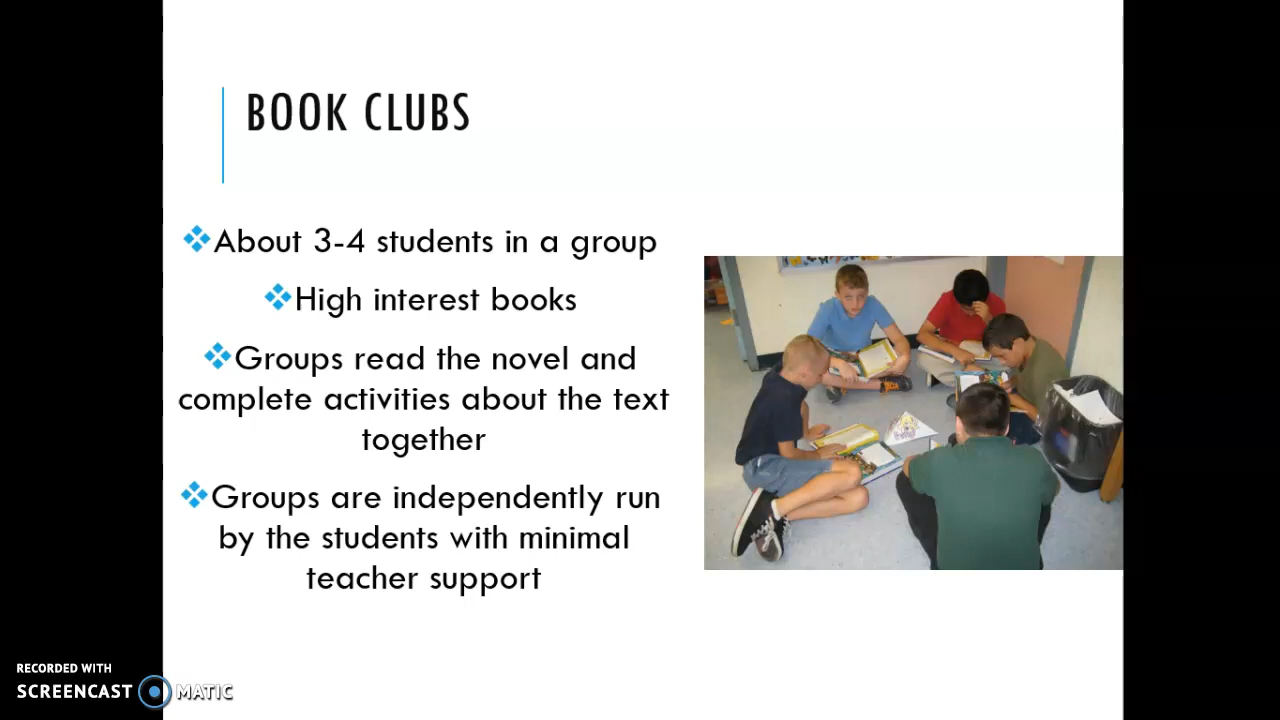 BOOK CLUBS
❖About 3-4 students in a group
❖High interest books
❖Groups read the novel and
complete activities about the text
together
❖Groups are independently run
by the students with minimal
teacher support
RECORDED WITH
SCREENCAST MATIC